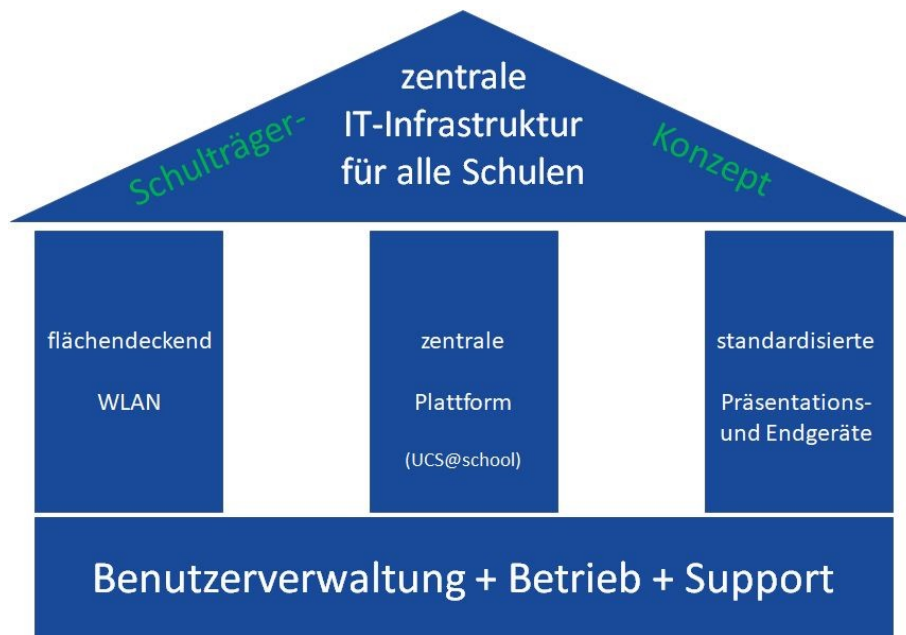 zentrale
IT-Infrastruktur
für alle Schulen
Schulträger-
Konzept
flächendeckend
WLAN
zentrale
Plattform
(UCS@school)
standardisierte
Präsentations-
und Endgeräte
Benutzerverwaltung + Betrieb + Support